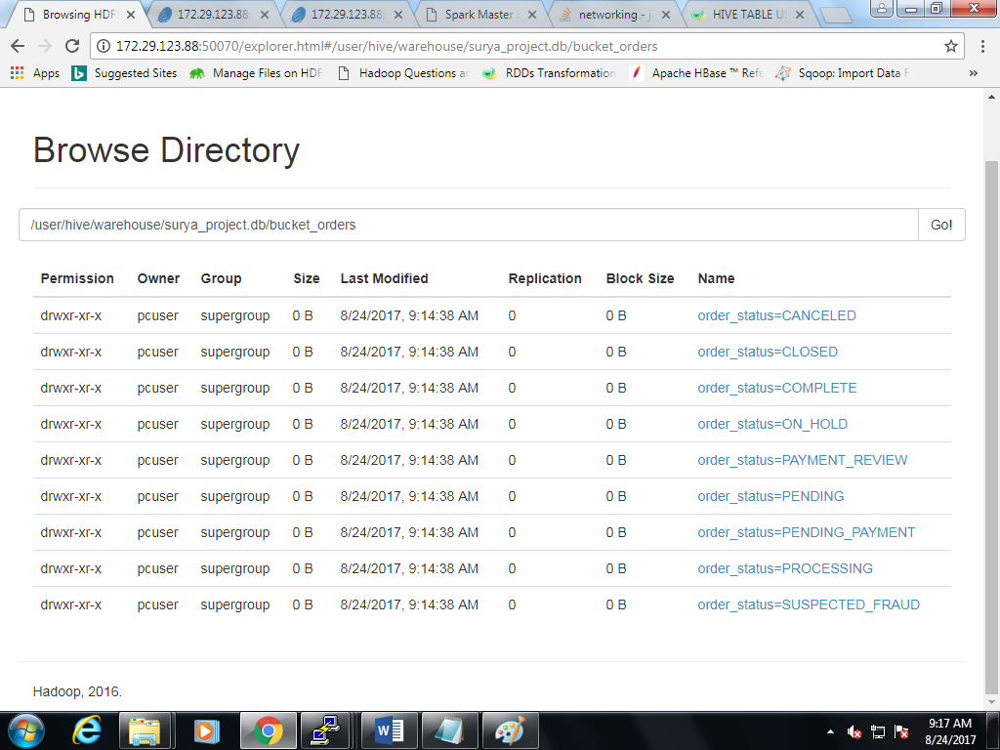 Browsing HDF
172.29.123.88:
172.29.123.88:
Spark Master a
networking - j
HIVE TABLE U
172.29.123.88:50070/explorer.html#/user/hive/warehouse/surya_project.db/bucket_orders
Apps Suggested Sites Manage Files on HDF Hadoop Questions an RDDs Transformation Apache HBase ™ Refe Sqoop: Import Data F »
Browse Directory
/user/hive/warehouse/surya_project.db/bucket_orders Go!
Permission Owner Group Size Last Modified Replication Block Size Name
drwxr-xr-x pcuser supergroup 0 B 8/24/2017, 9:14:38 AM 0 0 B order_status=CANCELED
drwxr-xr-x pcuser supergroup 0 B 8/24/2017, 9:14:38 AM 0 0 B order_status=CLOSED
drwxr-xr-x pcuser supergroup 0 B 8/24/2017, 9:14:38 AM 0 0 B order_status=COMPLETE
drwxr-xr-x pcuser supergroup 0 B 8/24/2017, 9:14:38 AM 0 0 B order_status=ON_HOLD
drwxr-xr-x pcuser supergroup 0 B 8/24/2017, 9:14:38 AM 0 0 B order_status=PAYMENT_REVIEW
drwxr-xr-x pcuser supergroup 0 B 8/24/2017, 9:14:38 AM 0 0 B order_status=PENDING
drwxr-xr-x pcuser supergroup 0 B 8/24/2017, 9:14:38 AM 0 0 B order_status=PENDING_PAYMENT
drwxr-xr-x pcuser supergroup 0 B 8/24/2017, 9:14:38 AM 0 0 B order_status=PROCESSING
drwxr-xr-x pcuser supergroup 0 B 8/24/2017, 9:14:38 AM 0 0 B order_status=SUSPECTED_FRAUD
Hadoop, 2016.
9:17 AM
8/24/2017